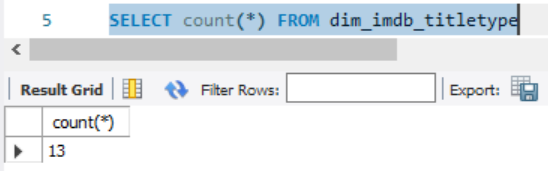 5 SELECT count(*) FROM dim_imdb_titletype
Result Grid Filter Rows: Export:
count(*)
13